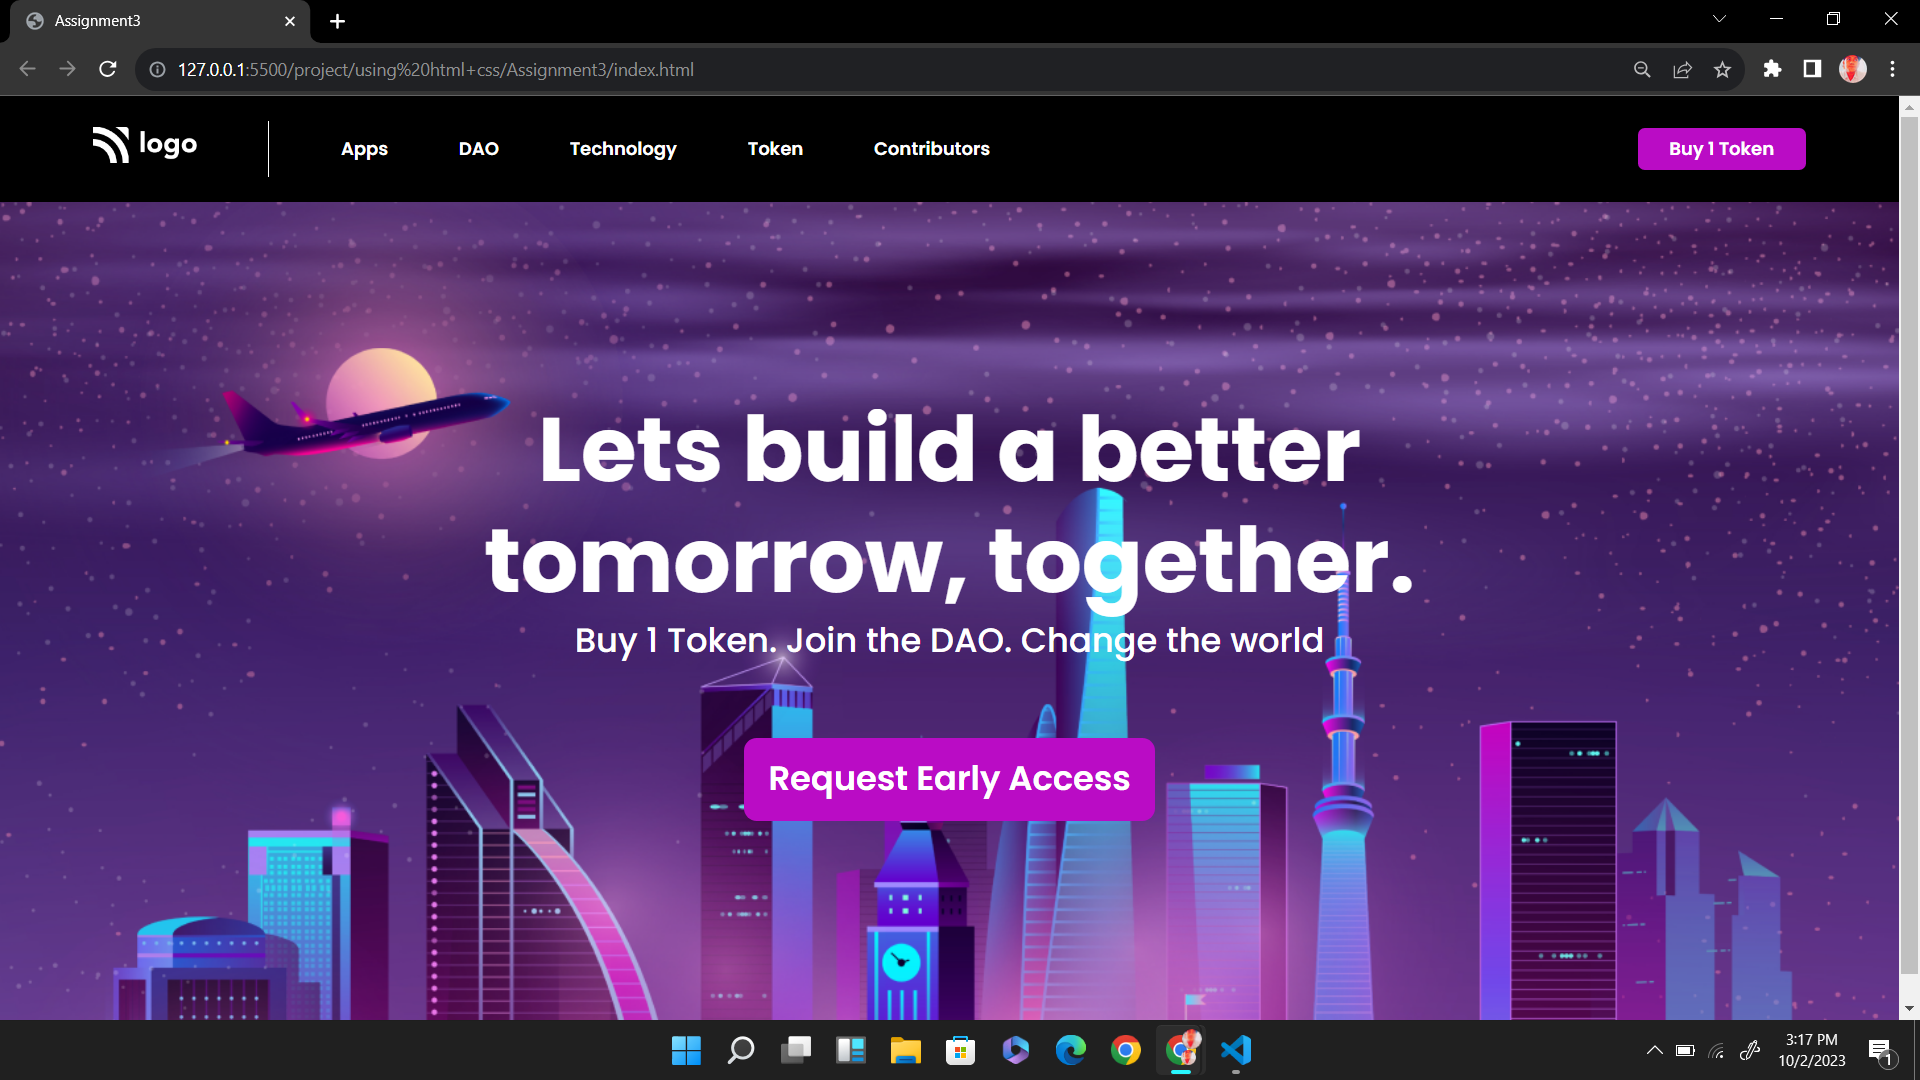 Assignment3
127.0.0.1:5500/project/using%20html+css/Assignment3/index.html
logo
Apps
DAO
Technology
Token
Contributors
Buy 1 Token
Lets build a better
tomorrow, together.
Buy 1 Token. Join the DAO. Change the world
Request Early Access
3:17 PM
10/2/2023
1